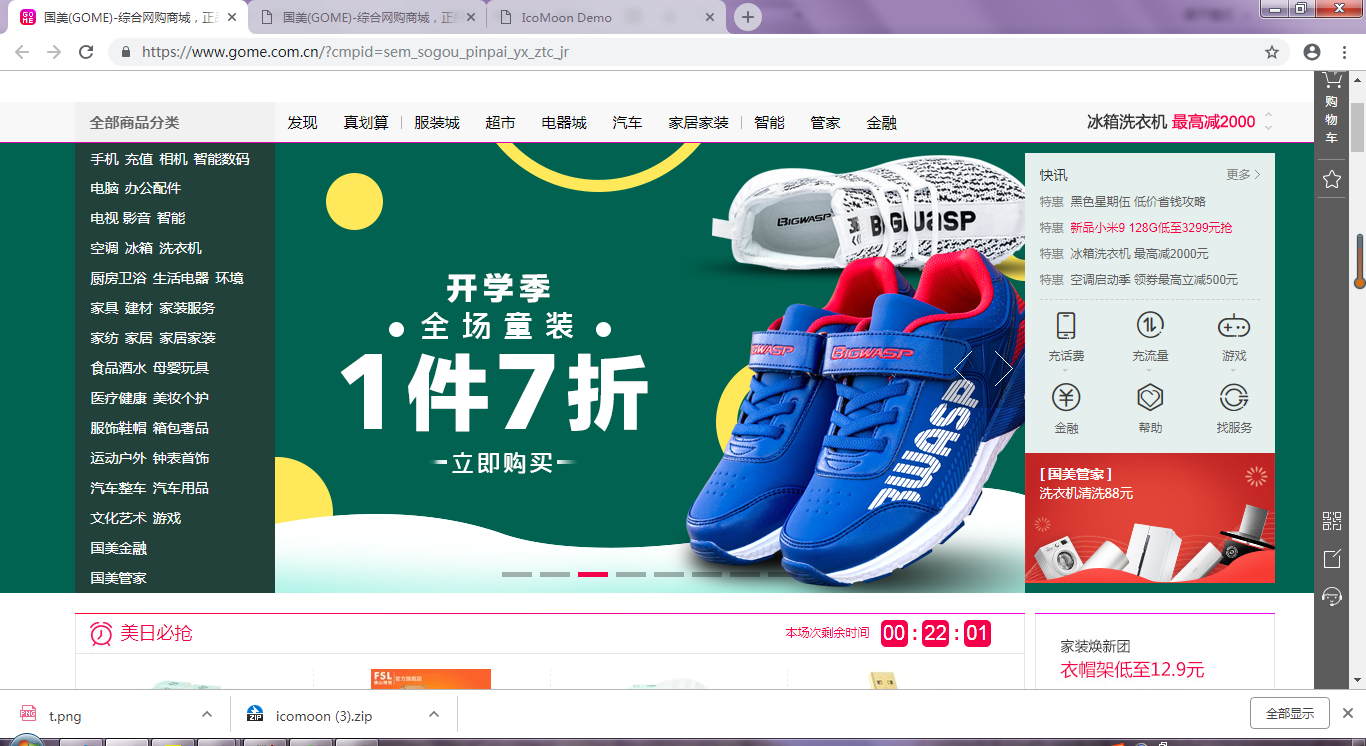 国美(GOME)-综合网购商城，正品
国美(GOME)-综合网购商城，正品
IcoMoon Demo
https://www.gome.com.cn/?cmpid=sem_sogou_pinpai_yx_ztc_jr
全部商品分类
发现 真划算 服装城 超市 电器城 汽车 家居家装 智能 管家 金融
冰箱洗衣机 最高减2000
购物车
手机 充值 相机 智能数码
电脑 办公配件
电视 影音 智能
空调 冰箱 洗衣机
厨房卫浴 生活电器 环境
家具 建材 家装服务
家纺 家居 家居家装
食品酒水 母婴玩具
医疗健康 美妆个护
服饰鞋帽 箱包奢品
运动户外 钟表首饰
汽车整车 汽车用品
文化艺术 游戏
国美金融
国美管家
开学季
全场童装
1件7折
立即购买
BIGWASP
BIGWASP
BIGWASP
BIGWASP
快讯 更多
特惠 黑色星期伍 低价省钱攻略
特惠 新品小米9 128G低至3299元抢
特惠 冰箱洗衣机 最高减2000元
特惠 空调启动季 领券最高立减500元
充话费 充流量 游戏
金融 帮助 找服务
[ 国美管家 ]
洗衣机清洗88元
美日必抢
本场次剩余时间 00 : 22 : 01
FSL
家装焕新团
衣帽架低至12.9元
t.png
icomoon (3).zip
全部显示